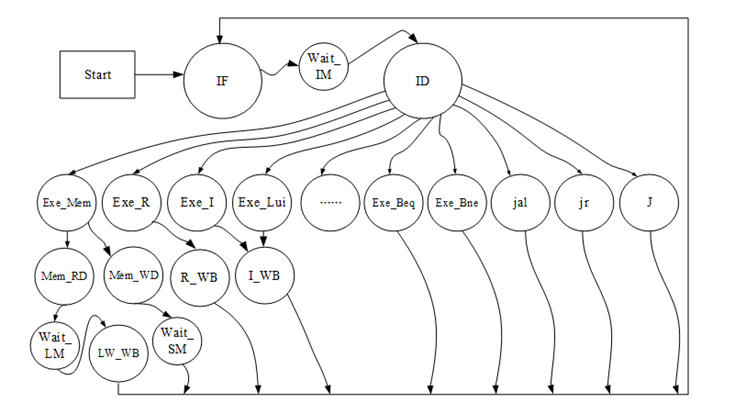 Start
IF
Wait_
IM
ID
Exe_Mem
Exe_R
Exe_I
Exe_Lui
......
Exe_Beq
Exe_Bne
jal
jr
J
Mem_RD
Mem_WD
R_WB
I_WB
Wait_
LM
LW_WB
Wait_
SM